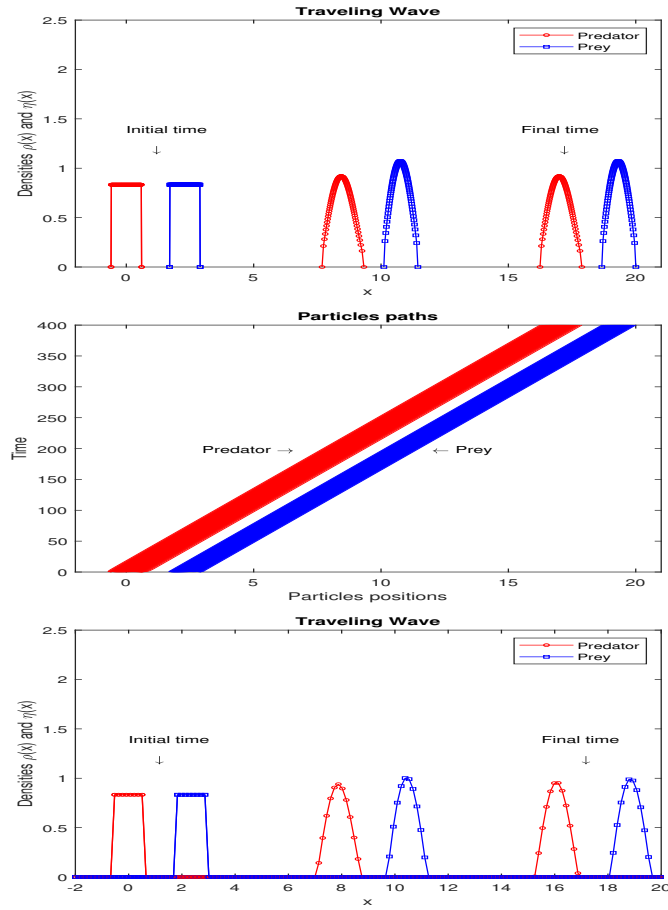 Traveling Wave
2.5
2
1.5
1
0.5
0
Densities ρ(x) and η(x)
Predator
Prey
Initial time
↓
Final time
↓
0 5 10 15 20
x
Particles paths
400
350
300
250
200
150
100
50
0
Time
Predator →
← Prey
0 5 10 15 20
Particles positions
Traveling Wave
2.5
2
1.5
1
0.5
0
Densities ρ(x) and η(x)
Predator
Prey
Initial time
↓
Final time
↓
-2 0 2 4 6 8 10 12 14 16 18 20
x